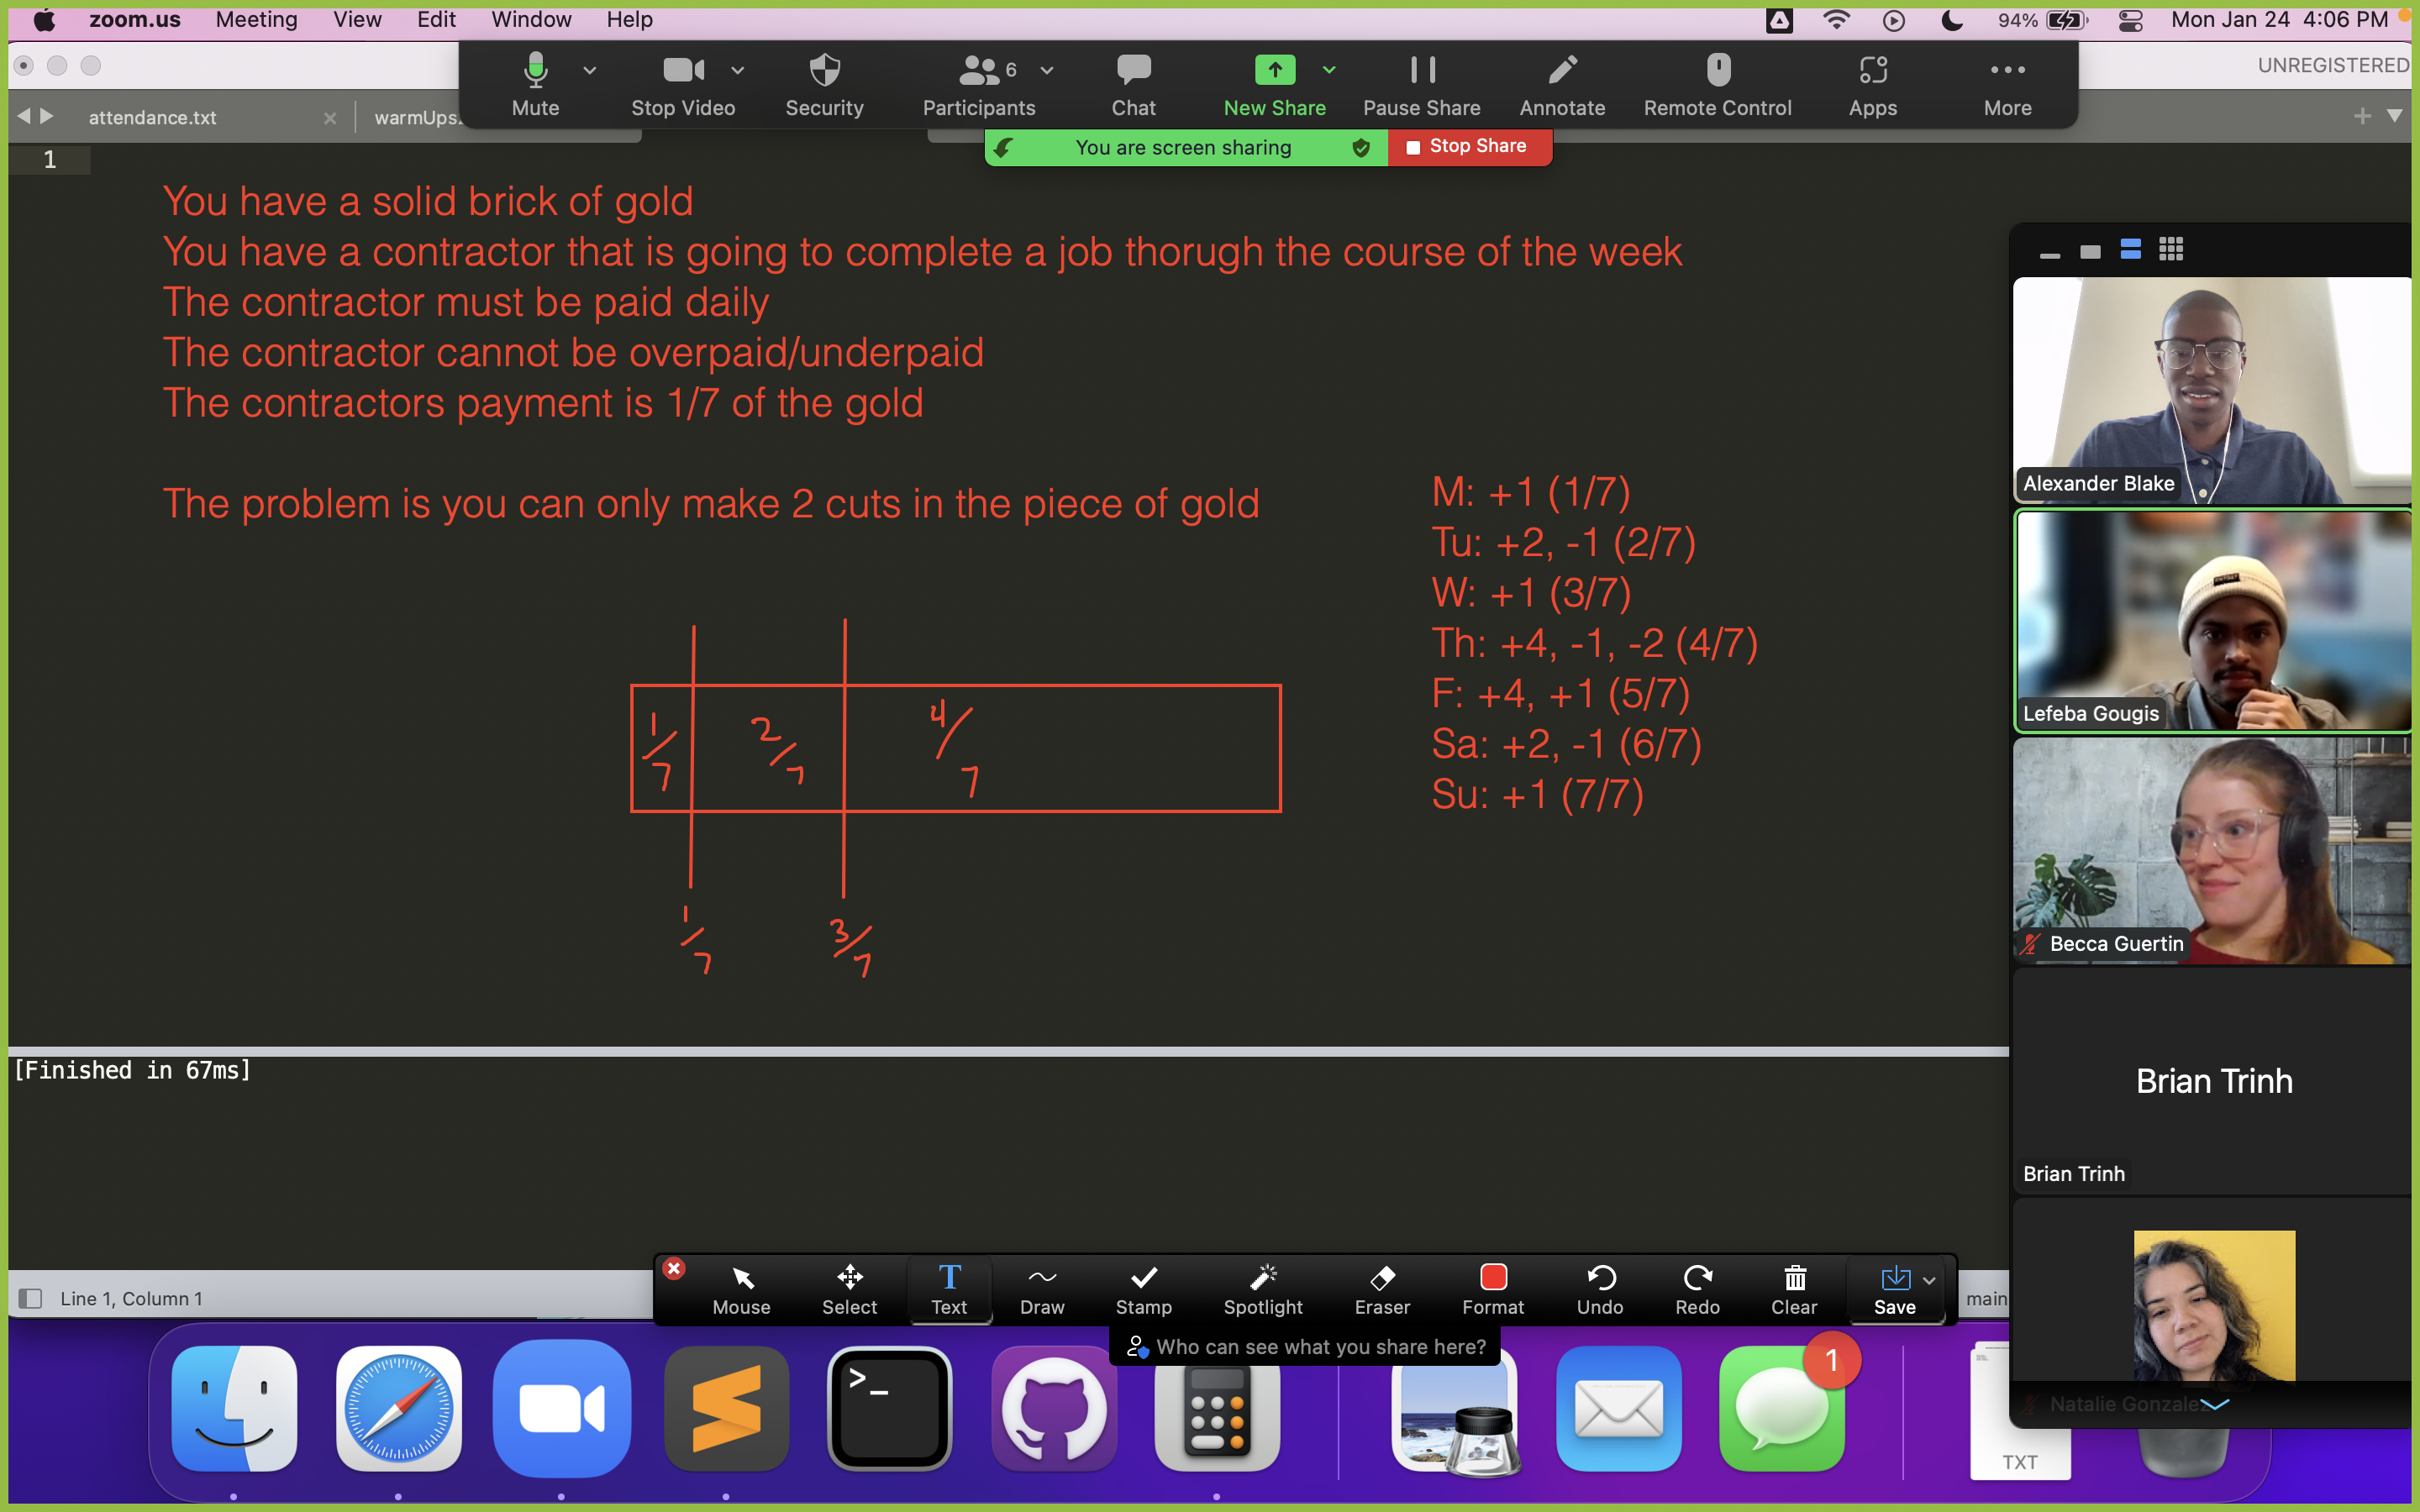 zoom.us Meeting View Edit Window Help 94% Mon Jan 24 4:06 PM
UNREGISTERED
Mute Stop Video Security Participants 6 Chat New Share Pause Share Annotate Remote Control Apps More
attendance.txt
You are screen sharing Stop Share
1
You have a solid brick of gold
You have a contractor that is going to complete a job thorugh the course of the week
The contractor must be paid daily
The contractor cannot be overpaid/underpaid
The contractors payment is 1/7 of the gold
The problem is you can only make 2 cuts in the piece of gold
M: +1 (1/7)
Tu: +2, -1 (2/7)
W: +1 (3/7)
Th: +4, -1, -2 (4/7)
F: +4, +1 (5/7)
Sa: +2, -1 (6/7)
Su: +1 (7/7)
1/7 2/7 4/7
1/7 3/7
Alexander Blake
Lefeba Gougis
Becca Guertin
Brian Trinh
Brian Trinh
Natalie Gonzalez
[Finished in 67ms]
Mouse Select Text Draw Stamp Spotlight Eraser Format Undo Redo Clear Save
Line 1, Column 1
main
Who can see what you share here?
1
TXT